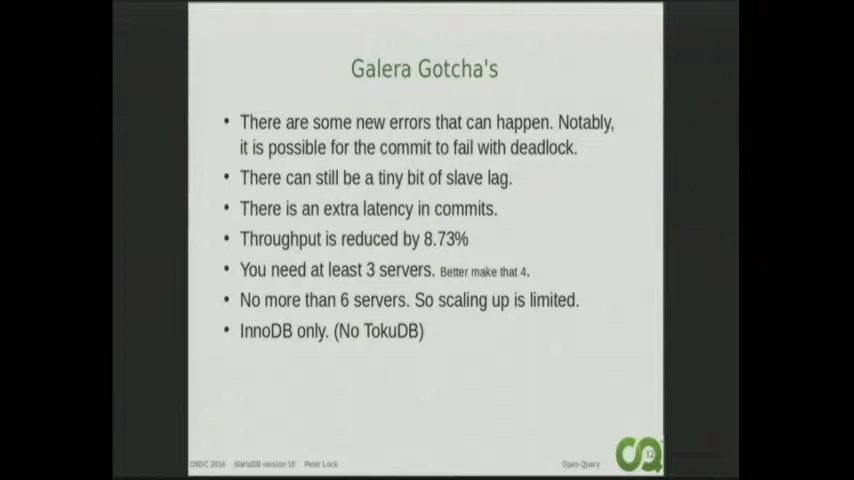 Galera Gotcha's
• There are some new errors that can happen. Notably,
it is possible for the commit to fail with deadlock.
• There can still be a tiny bit of slave lag.
• There is an extra latency in commits.
• Throughput is reduced by 8.73%
• You need at least 3 servers. Better make that 4.
• No more than 6 servers. So scaling up is limited.
• InnoDB only. (No TokuDB)
OSDC 2014 MariaDB version 10 Peter Lock Open Query 12